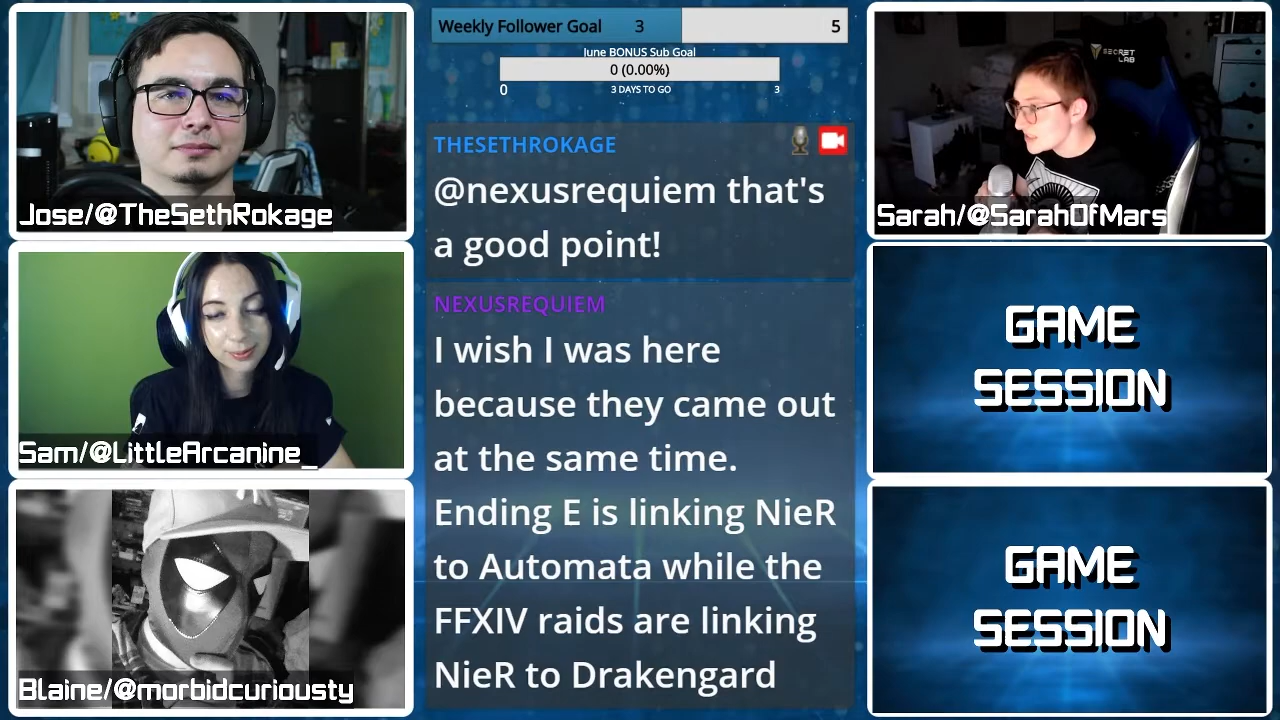 Weekly Follower Goal 3 5
June BONUS Sub Goal
0 (0.00%)
0 3 DAYS TO GO 3
Jose/@TheSethRokage
Sam/@LittleArcanine_
Blaine/@morbidcuriousty
THESETHROKAGE
@nexusrequiem that's
a good point!
NEXUSREQUIEM
I wish I was here
because they came out
at the same time.
Ending E is linking NieR
to Automata while the
FFXIV raids are linking
NieR to Drakengard
SECRET
LAB
Sarah/@SarahOfMars
GAME
SESSION
GAME
SESSION